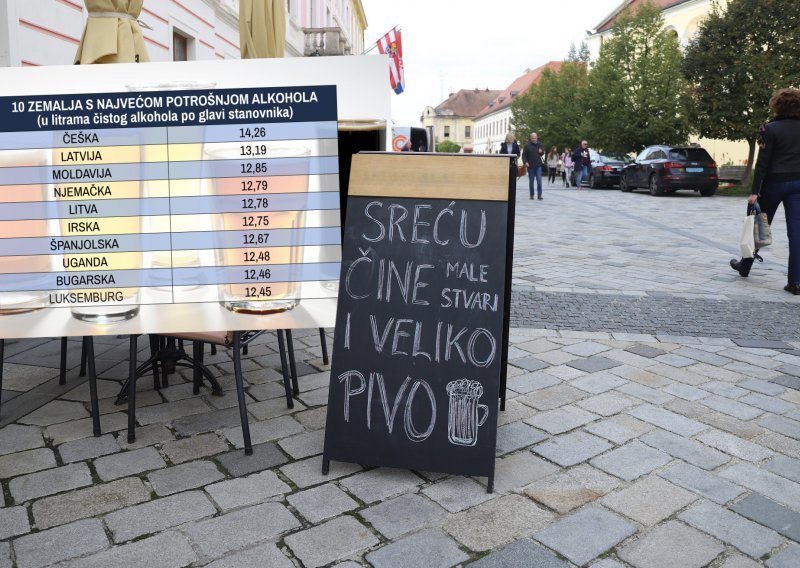 10 ZEMALJA S NAJVEĆOM POTROŠNJOM ALKOHOLA
(u litrama čistog alkohola po glavi stanovnika)
ČEŠKA 14,26
LATVIJA 13,19
MOLDAVIJA 12,85
NJEMAČKA 12,79
LITVA 12,78
IRSKA 12,75
ŠPANJOLSKA 12,67
UGANDA 12,48
BUGARSKA 12,46
LUKSEMBURG 12,45
SREĆU
ČINE MALE
STVARI
I VELIKO
PIVO